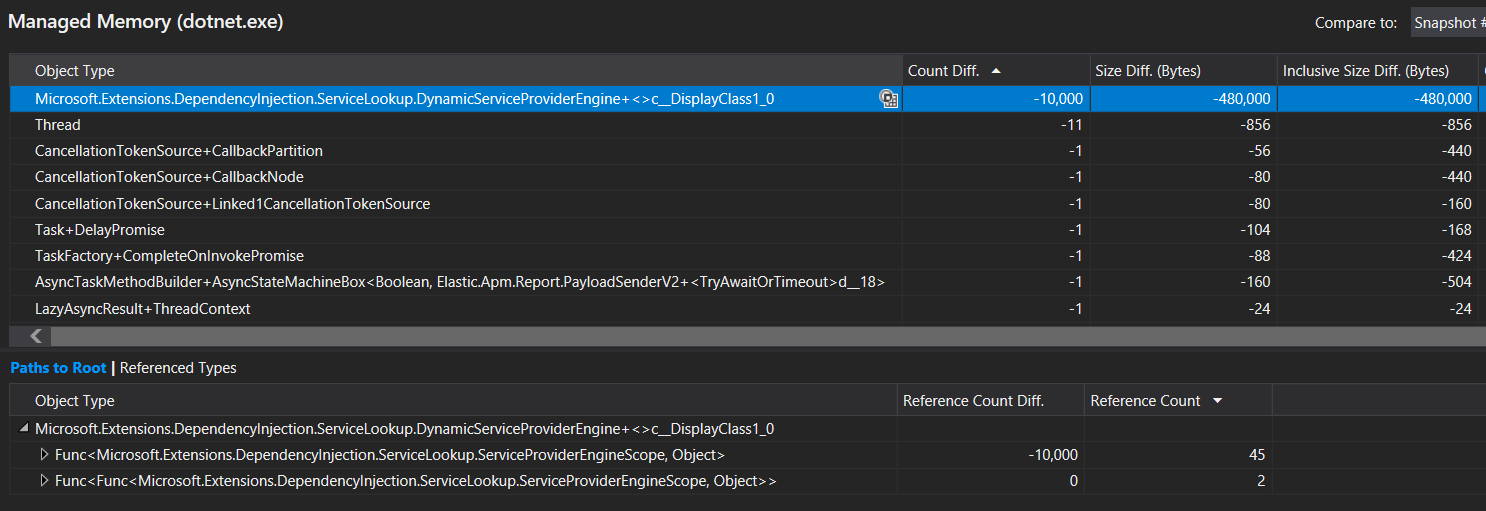 Managed Memory (dotnet.exe)
Compare to: Snapshot #
Object Type Count Diff. Size Diff. (Bytes) Inclusive Size Diff. (Bytes)
Microsoft.Extensions.DependencyInjection.ServiceLookup.DynamicServiceProviderEngine+<>c__DisplayClass1_0 -10,000 -480,000 -480,000
Thread -11 -856 -856
CancellationTokenSource+CallbackPartition -1 -56 -440
CancellationTokenSource+CallbackNode -1 -80 -440
CancellationTokenSource+Linked1CancellationTokenSource -1 -80 -160
Task+DelayPromise -1 -104 -168
TaskFactory+CompleteOnInvokePromise -1 -88 -424
AsyncTaskMethodBuilder+AsyncStateMachineBox<Boolean, Elastic.Apm.Report.PayloadSenderV2+<TryAwaitOrTimeout>d__18> -1 -160 -504
LazyAsyncResult+ThreadContext -1 -24 -24
Paths to Root | Referenced Types
Object Type Reference Count Diff. Reference Count
Microsoft.Extensions.DependencyInjection.ServiceLookup.DynamicServiceProviderEngine+<>c__DisplayClass1_0
Func<Microsoft.Extensions.DependencyInjection.ServiceLookup.ServiceProviderEngineScope, Object> -10,000 45
Func<Func<Microsoft.Extensions.DependencyInjection.ServiceLookup.ServiceProviderEngineScope, Object>> 0 2